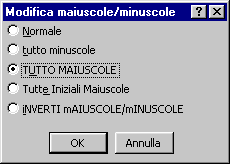 Modifica maiuscole/minuscole
Normale
tutto minuscole
TUTTO MAIUSCOLE
Tutte Iniziali Maiuscole
iNVERTI mAIUSCOLE/mINUSCOLE
OK Annulla